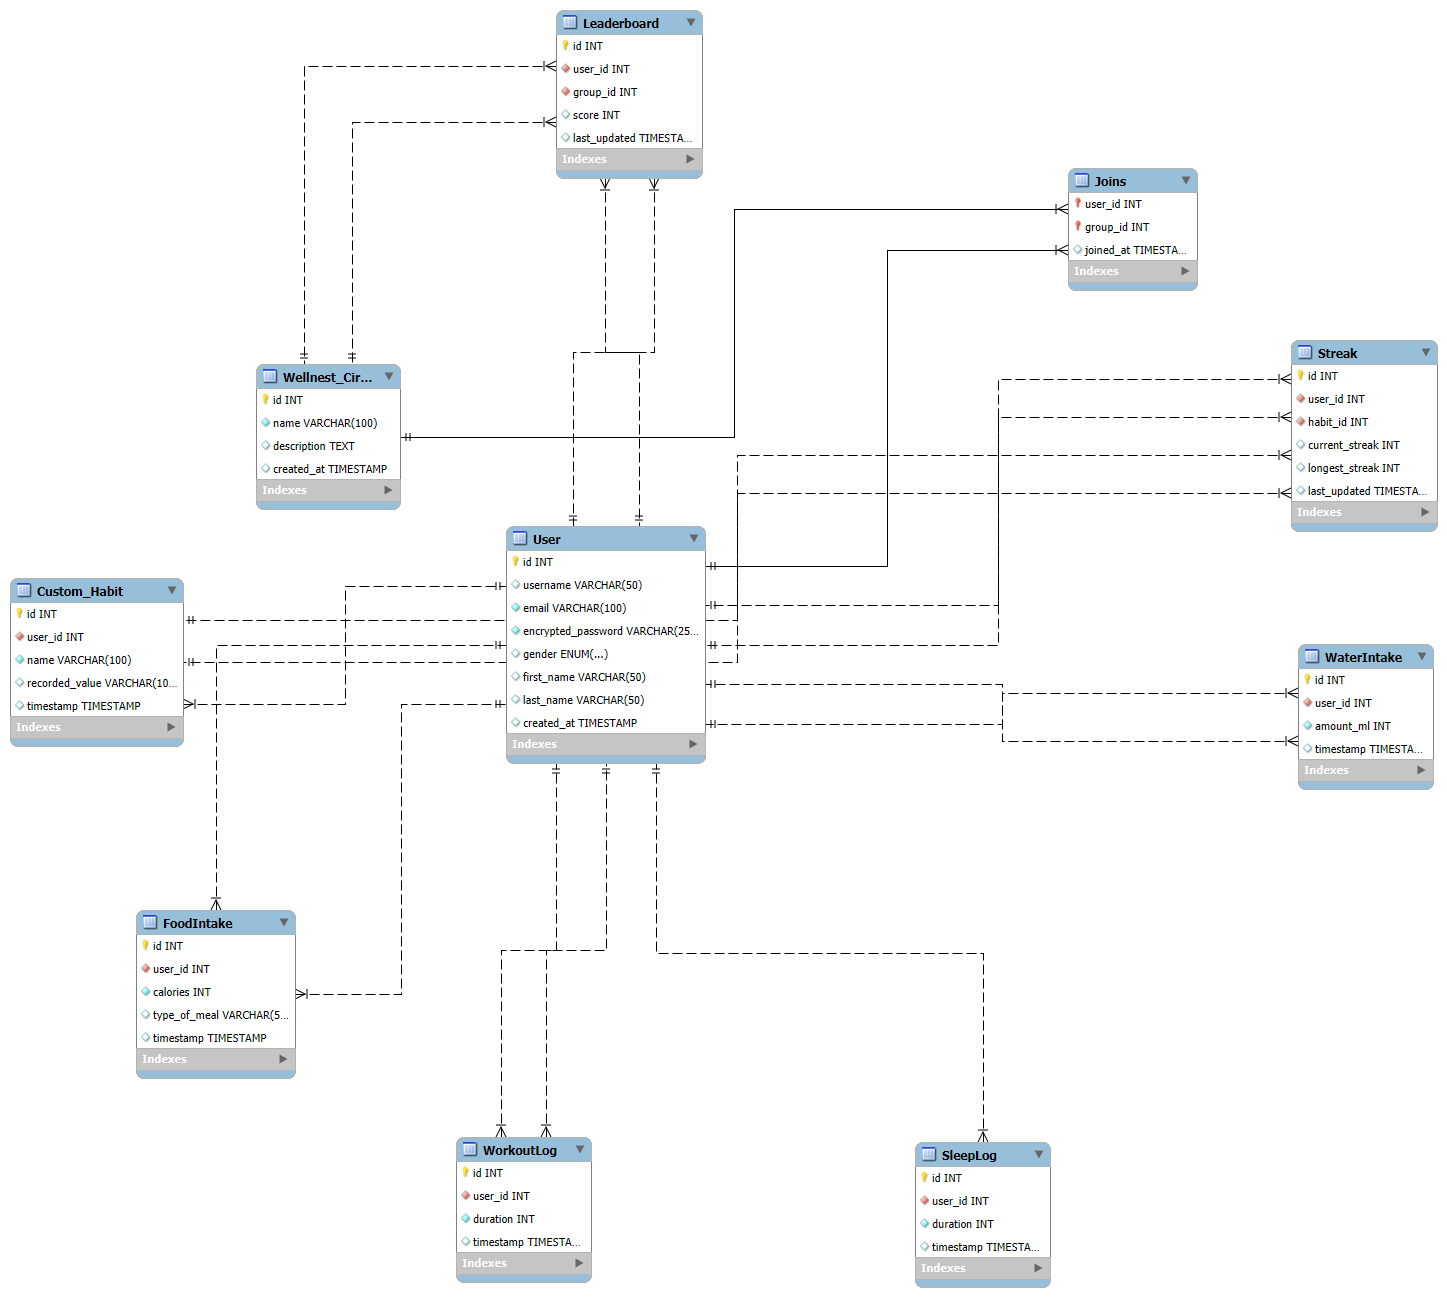 Leaderboard
id INT
user_id INT
group_id INT
score INT
last_updated TIMESTA...
Indexes
Joins
user_id INT
group_id INT
joined_at TIMESTA...
Indexes
Wellnest_Cir...
id INT
name VARCHAR(100)
description TEXT
created_at TIMESTAMP
Indexes
Streak
id INT
user_id INT
habit_id INT
current_streak INT
longest_streak INT
last_updated TIMESTA...
Indexes
User
id INT
username VARCHAR(50)
email VARCHAR(100)
encrypted_password VARCHAR(25...
gender ENUM(...)
first_name VARCHAR(50)
last_name VARCHAR(50)
created_at TIMESTAMP
Indexes
Custom_Habit
id INT
user_id INT
name VARCHAR(100)
recorded_value VARCHAR(10...
timestamp TIMESTAMP
Indexes
WaterIntake
id INT
user_id INT
amount_ml INT
timestamp TIMESTA...
Indexes
FoodIntake
id INT
user_id INT
calories INT
type_of_meal VARCHAR(5...
timestamp TIMESTAMP
Indexes
WorkoutLog
id INT
user_id INT
duration INT
timestamp TIMESTA...
Indexes
SleepLog
id INT
user_id INT
duration INT
timestamp TIMESTA...
Indexes